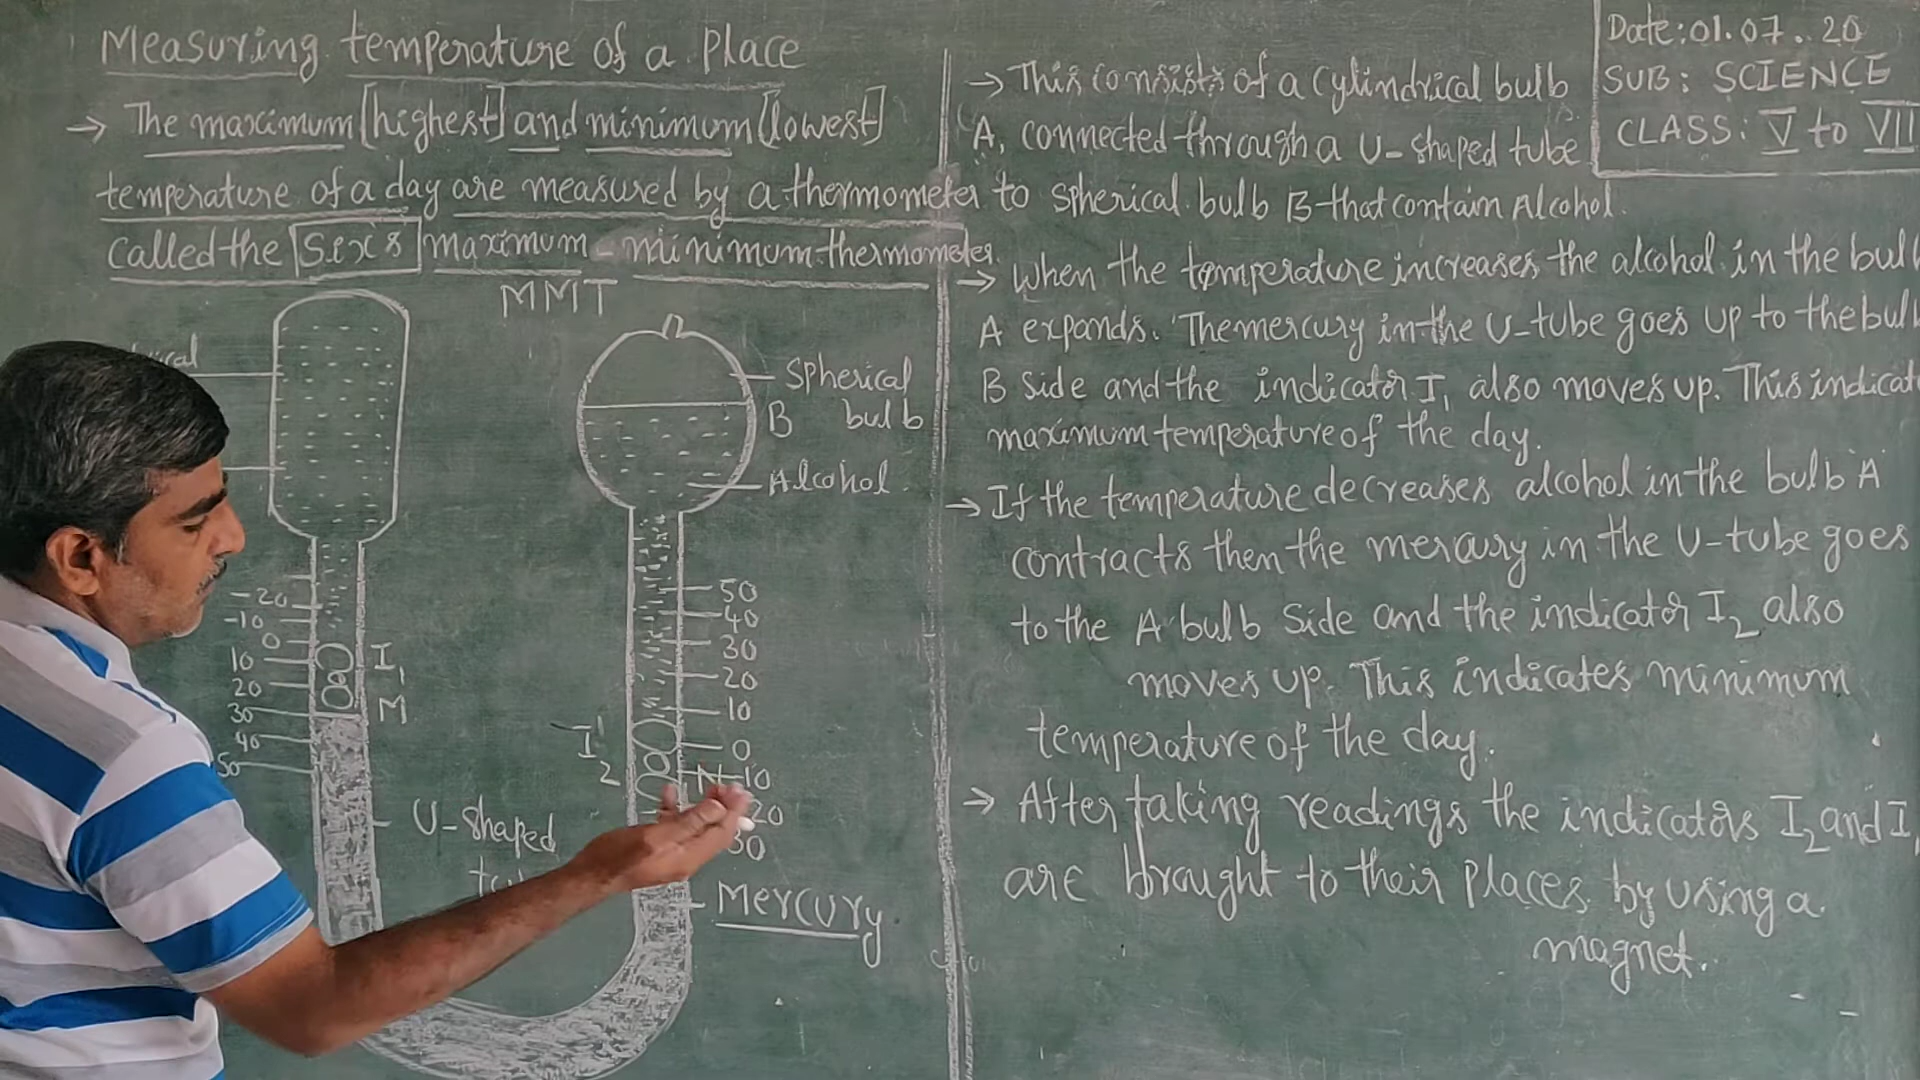 Measuring temperature of a place
→ The maximum [highest] and minimum [lowest]
temperature of a day are measured by a thermometer
called the Six's maximum - minimum thermometer.
MMT
Spherical
B bulb
Alcohol.
-20
-10
0
10
20
30
40
50
I1
M
U-shaped
50
40
30
20
10
0
10
20
30
I2
Mercury
→ This consists of a cylindrical bulb
A, connected through a U-shaped tube
to spherical bulb B that contain Alcohol.
→ When the temperature increases, the alcohol in the bulb
A expands. The mercury in the U-tube goes up to the bulb
B side and the indicator I1 also moves up. This indicat
maximum temperature of the day.
→ If the temperature decreases alcohol in the bulb A
contracts then the mercury in the U-tube goes
to the A bulb side and the indicator I2 also
moves up. This indicates minimum
temperature of the day.
→ After taking readings the indicators I2 and I1
are brought to their places by using a
magnet.
Date: 01.07.20
SUB: SCIENCE
CLASS: V to VII